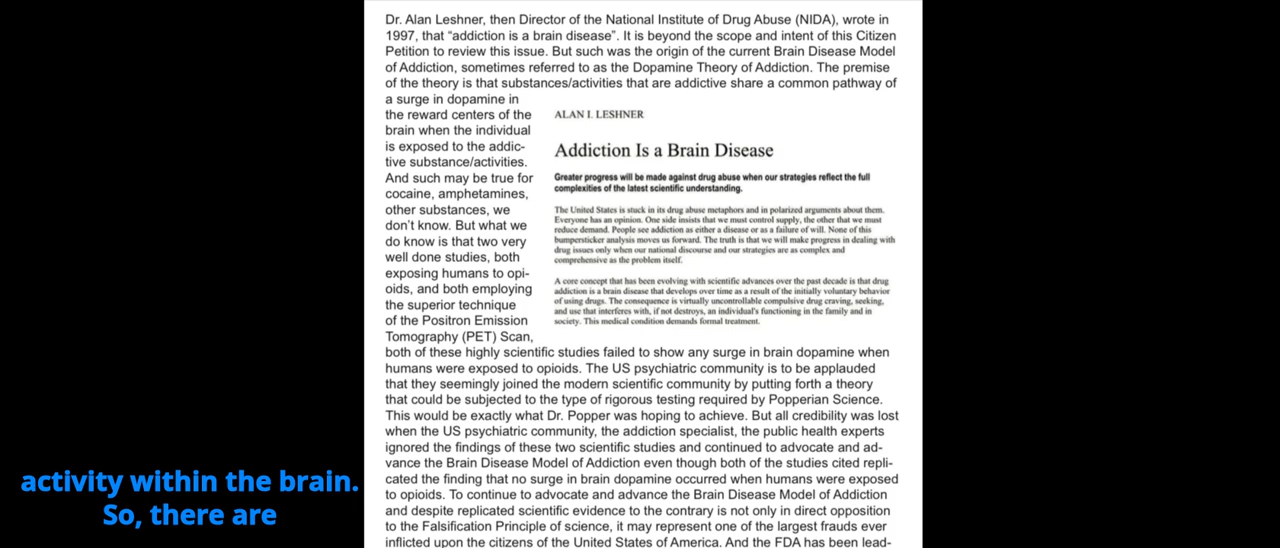 Dr. Alan Leshner, then Director of the National Institute of Drug Abuse (NIDA), wrote in
1997, that “addiction is a brain disease”. It is beyond the scope and intent of this Citizen
Petition to review this issue. But such was the origin of the current Brain Disease Model
of Addiction, sometimes referred to as the Dopamine Theory of Addiction. The premise
of the theory is that substances/activities that are addictive share a common pathway of
a surge in dopamine in
the reward centers of the
brain when the individual
is exposed to the addic-
tive substance/activities.
And such may be true for
cocaine, amphetamines,
other substances, we
don’t know. But what we
do know is that two very
well done studies, both
exposing humans to opi-
oids, and both employing
the superior technique
of the Positron Emission
Tomography (PET) Scan,
ALAN I. LESHNER
Addiction Is a Brain Disease
Greater progress will be made against drug abuse when our strategies reflect the full
complexities of the latest scientific understanding.
The United States is stuck in its drug abuse metaphors and in polarized arguments about them.
Everyone has an opinion. One side insists that we must control supply, the other that we must
reduce demand. People see addiction as either a disease or as a failure of will. None of this
bumpersticker analysis moves us forward. The truth is that we will make progress in dealing with
drug issues only when our national discourse and our strategies are as complex and
comprehensive as the problem itself.
A core concept that has been evolving with scientific advances over the past decade is that drug
addiction is a brain disease that develops over time as a result of the initially voluntary behavior
of using drugs. The consequence is virtually uncontrollable compulsive drug craving, seeking,
and use that interferes with, if not destroys, an individual's functioning in the family and in
society. This medical condition demands formal treatment.
both of these highly scientific studies failed to show any surge in brain dopamine when
humans were exposed to opioids. The US psychiatric community is to be applauded
that they seemingly joined the modern scientific community by putting forth a theory
that could be subjected to the type of rigorous testing required by Popperian Science.
This would be exactly what Dr. Popper was hoping to achieve. But all credibility was lost
when the US psychiatric community, the addiction specialist, the public health experts
ignored the findings of these two scientific studies and continued to advocate and ad-
vance the Brain Disease Model of Addiction even though both of the studies cited repli-
cated the finding that no surge in brain dopamine occurred when humans were exposed
to opioids. To continue to advocate and advance the Brain Disease Model of Addiction
and despite replicated scientific evidence to the contrary is not only in direct opposition
to the Falsification Principle of science, it may represent one of the largest frauds ever
inflicted upon the citizens of the United States of America. And the FDA has been lead-
activity within the brain.
So, there are